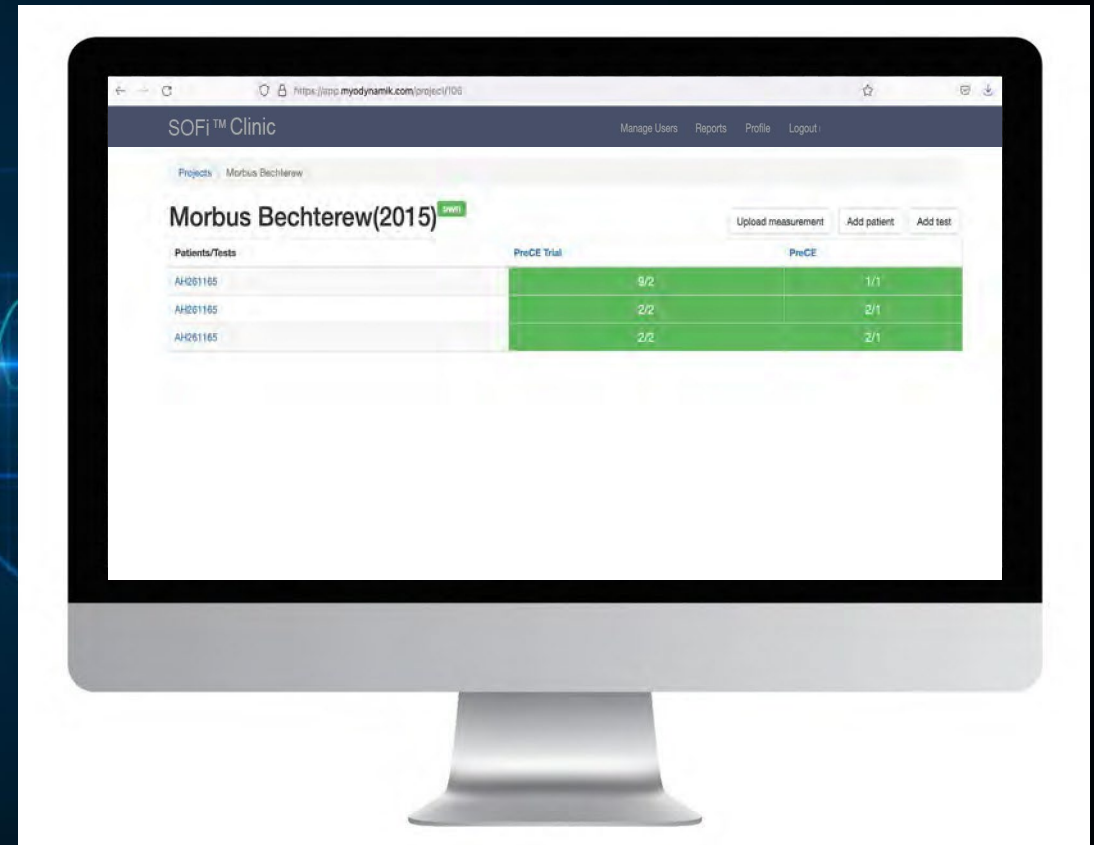 https://app.myodynamik.com/project/106
SOFi™ Clinic Manage Users Reports Profile Logout
Projects / Morbus Bechterew
Morbus Bechterew(2015) own
Upload measurement Add patient Add test
Patients/Tests PreCE Trial PreCE
AH261165 9/2 1/1
AH261165 2/2 2/1
AH261165 2/2 2/1